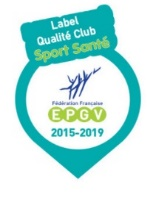 Label
Qualité Club
Sport Santé
Fédération Française
EPGV
2015-2019